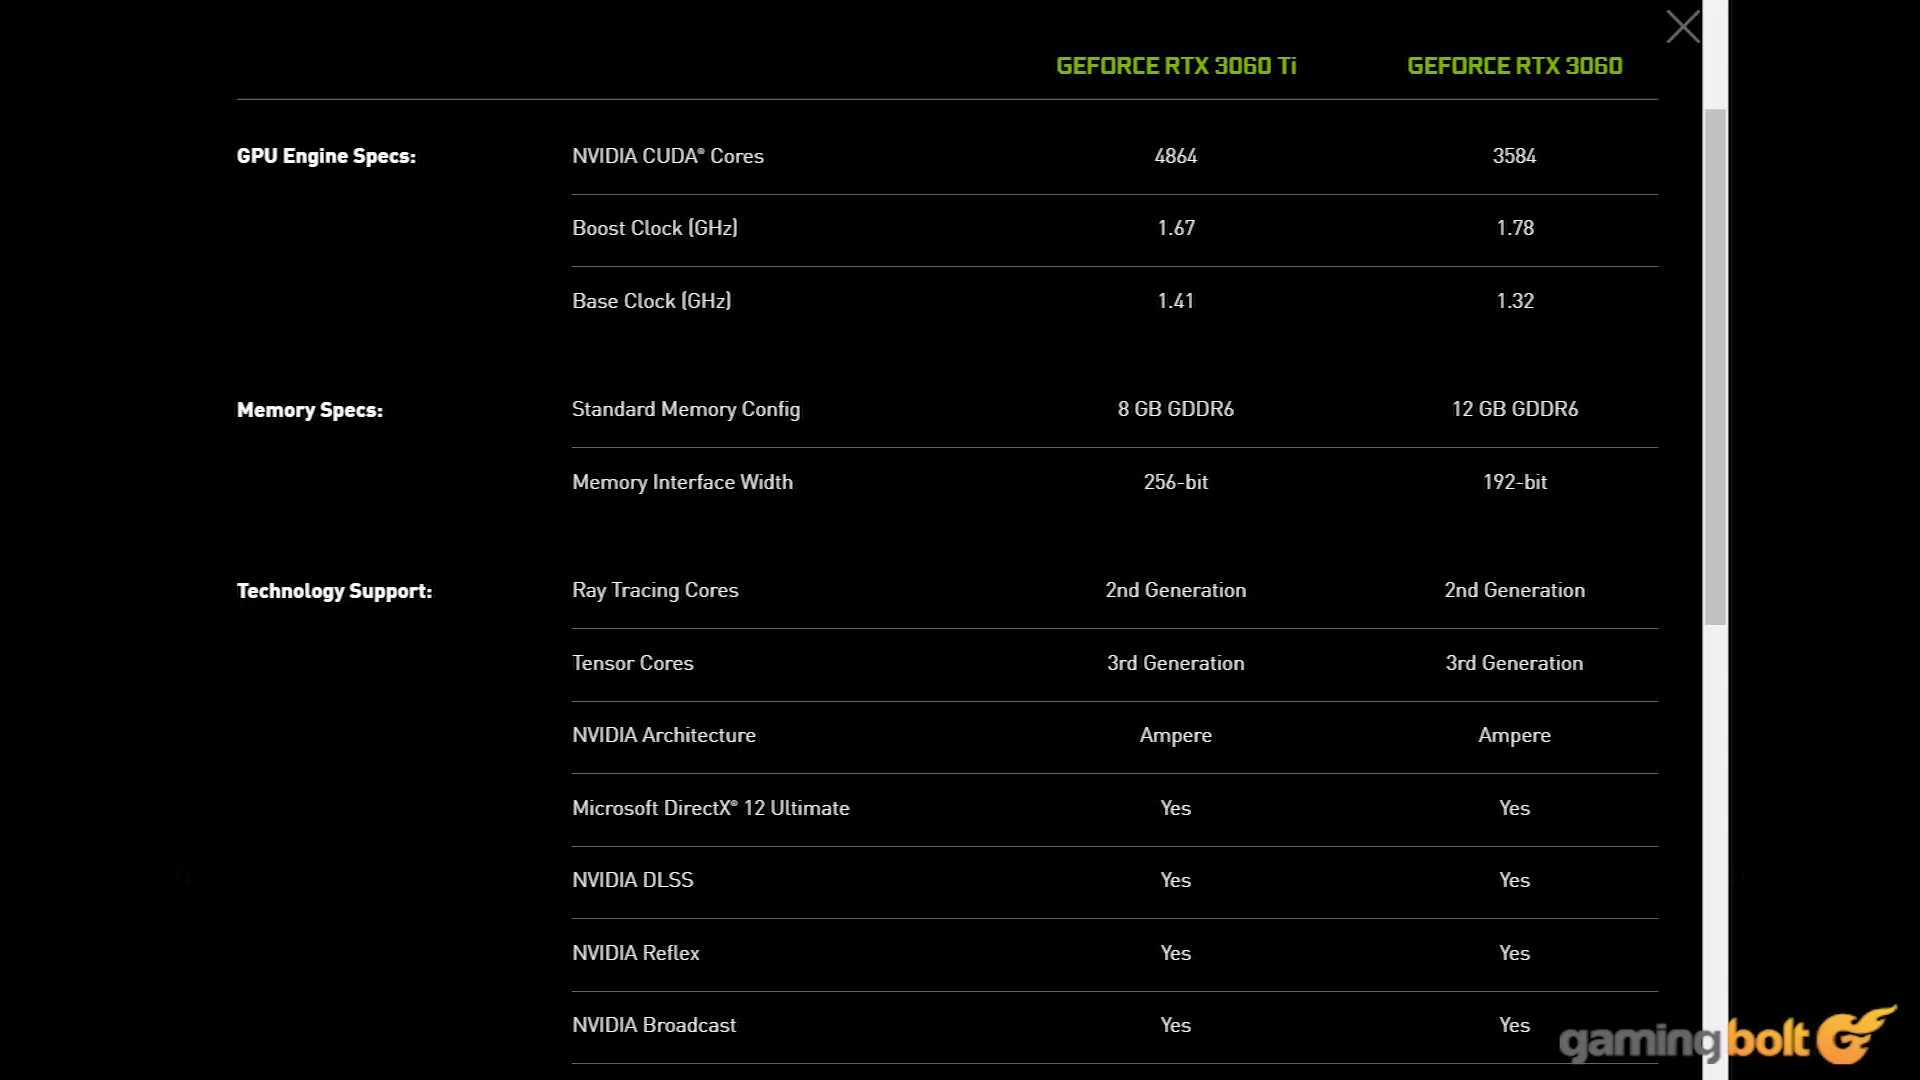 GEFORCE RTX 3060 Ti GEFORCE RTX 3060
GPU Engine Specs: NVIDIA CUDA® Cores 4864 3584
Boost Clock (GHz) 1.67 1.78
Base Clock (GHz) 1.41 1.32
Memory Specs: Standard Memory Config 8 GB GDDR6 12 GB GDDR6
Memory Interface Width 256-bit 192-bit
Technology Support: Ray Tracing Cores 2nd Generation 2nd Generation
Tensor Cores 3rd Generation 3rd Generation
NVIDIA Architecture Ampere Ampere
Microsoft DirectX® 12 Ultimate Yes Yes
NVIDIA DLSS Yes Yes
NVIDIA Reflex Yes Yes
NVIDIA Broadcast Yes Yes
gamingbolt